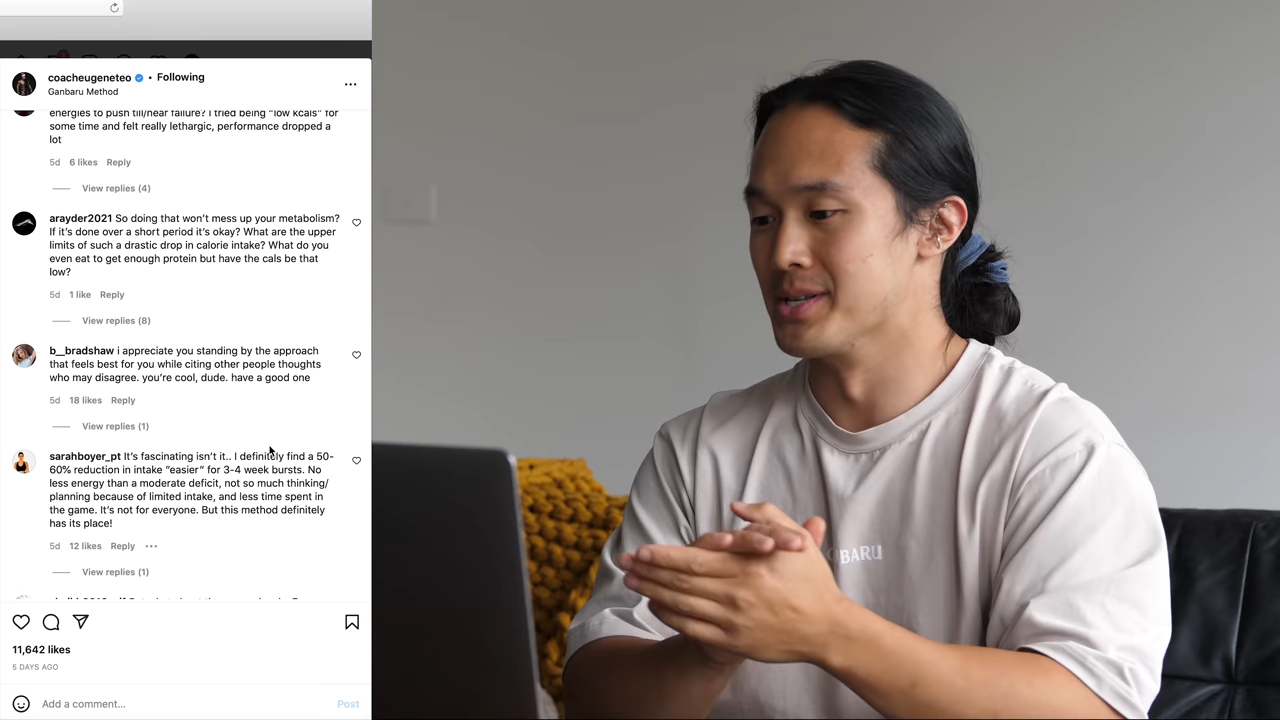 coacheugeneteo • Following
Ganbaru Method
energies to push till/near failure? I tried being "low kcals" for
some time and felt really lethargic, performance dropped a
lot
5d 6 likes Reply
View replies (4)
arayder2021 So doing that won't mess up your metabolism?
If it's done over a short period it's okay? What are the upper
limits of such a drastic drop in calorie intake? What do you
even eat to get enough protein but have the cals be that
low?
5d 1 like Reply
View replies (8)
b__bradshaw i appreciate you standing by the approach
that feels best for you while citing other people thoughts
who may disagree. you're cool, dude. have a good one
5d 18 likes Reply
View replies (1)
sarahboyer_pt It's fascinating isn't it.. I definitely find a 50-
60% reduction in intake "easier" for 3-4 week bursts. No
less energy than a moderate deficit, not so much thinking/
planning because of limited intake, and less time spent in
the game. It's not for everyone. But this method definitely
has its place!
5d 12 likes Reply
View replies (1)
11,642 likes
5 DAYS AGO
Add a comment... Post
BARU